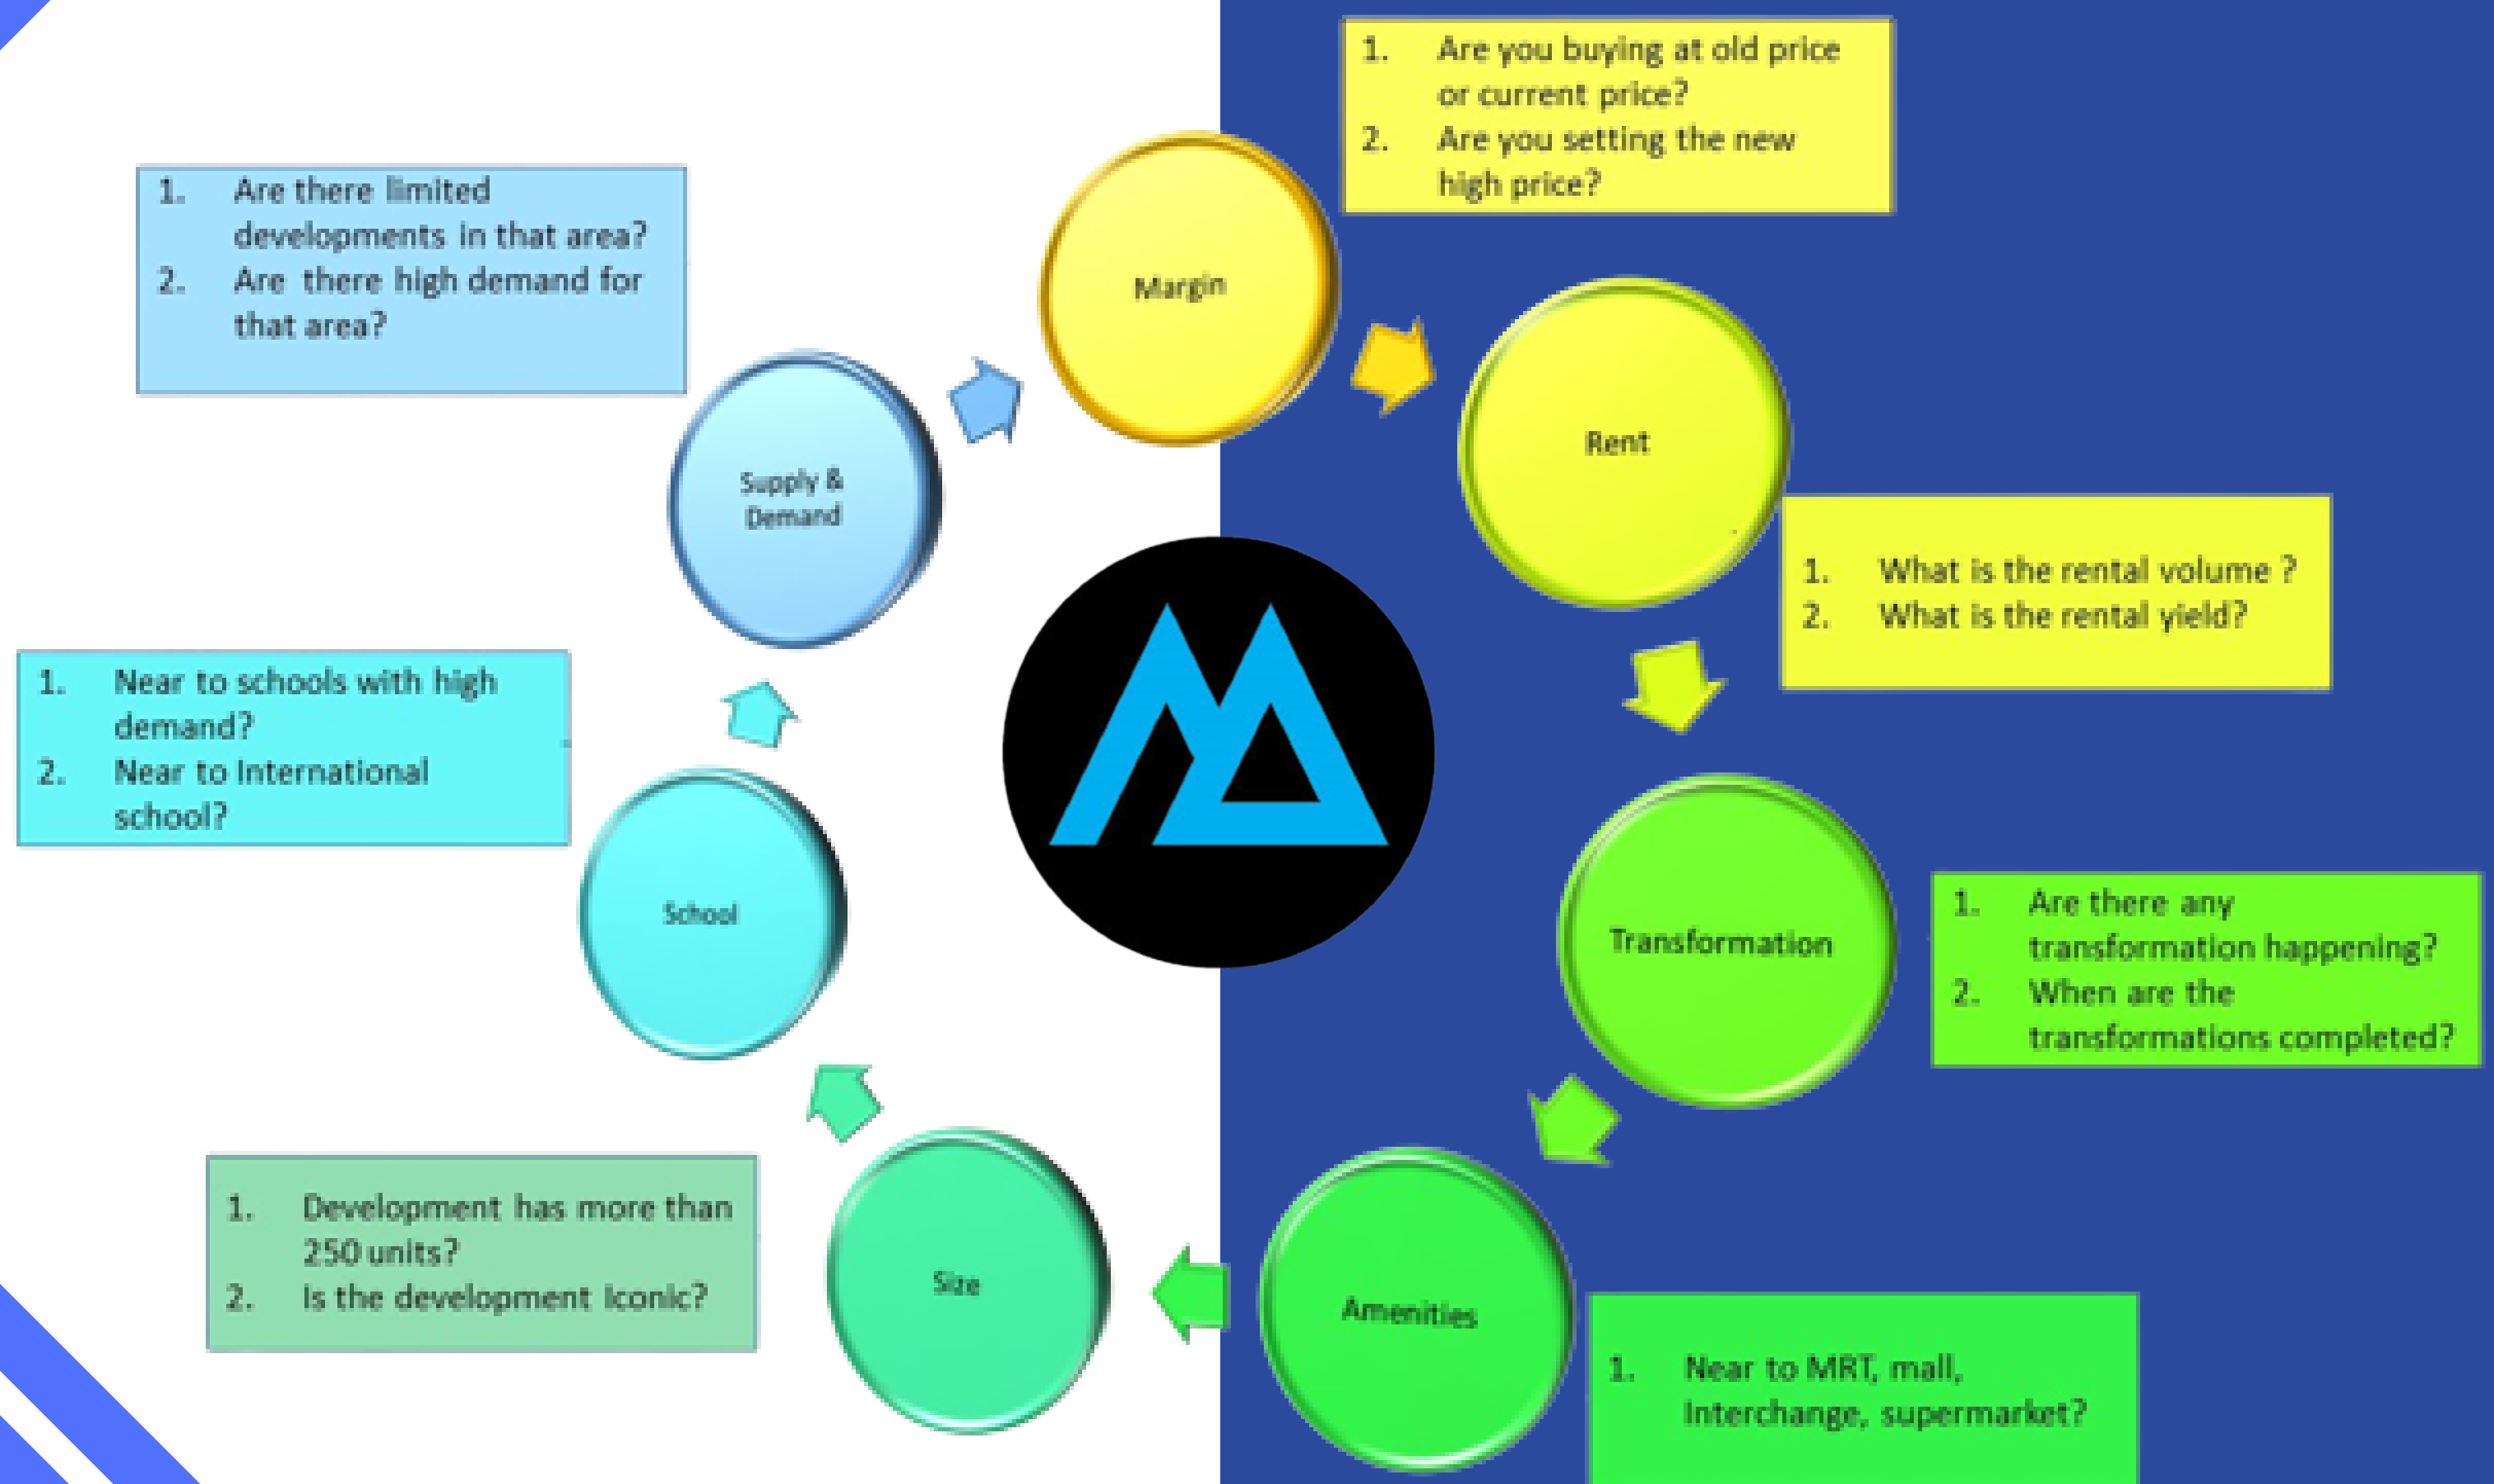 1. Are you buying at old price
or current price?
2. Are you setting the new
high price?
Margin
1. Are there limited
developments in that area?
2. Are there high demand for
that area?
Supply &
Demand
Rent
1. What is the rental volume ?
2. What is the rental yield?
1. Near to schools with high
demand?
2. Near to International
school?
School
Transformation
1. Are there any
transformation happening?
2. When are the
transformations completed?
1. Development has more than
250 units?
2. Is the development Iconic?
Size
Amenities
1. Near to MRT, mall,
Interchange, supermarket?